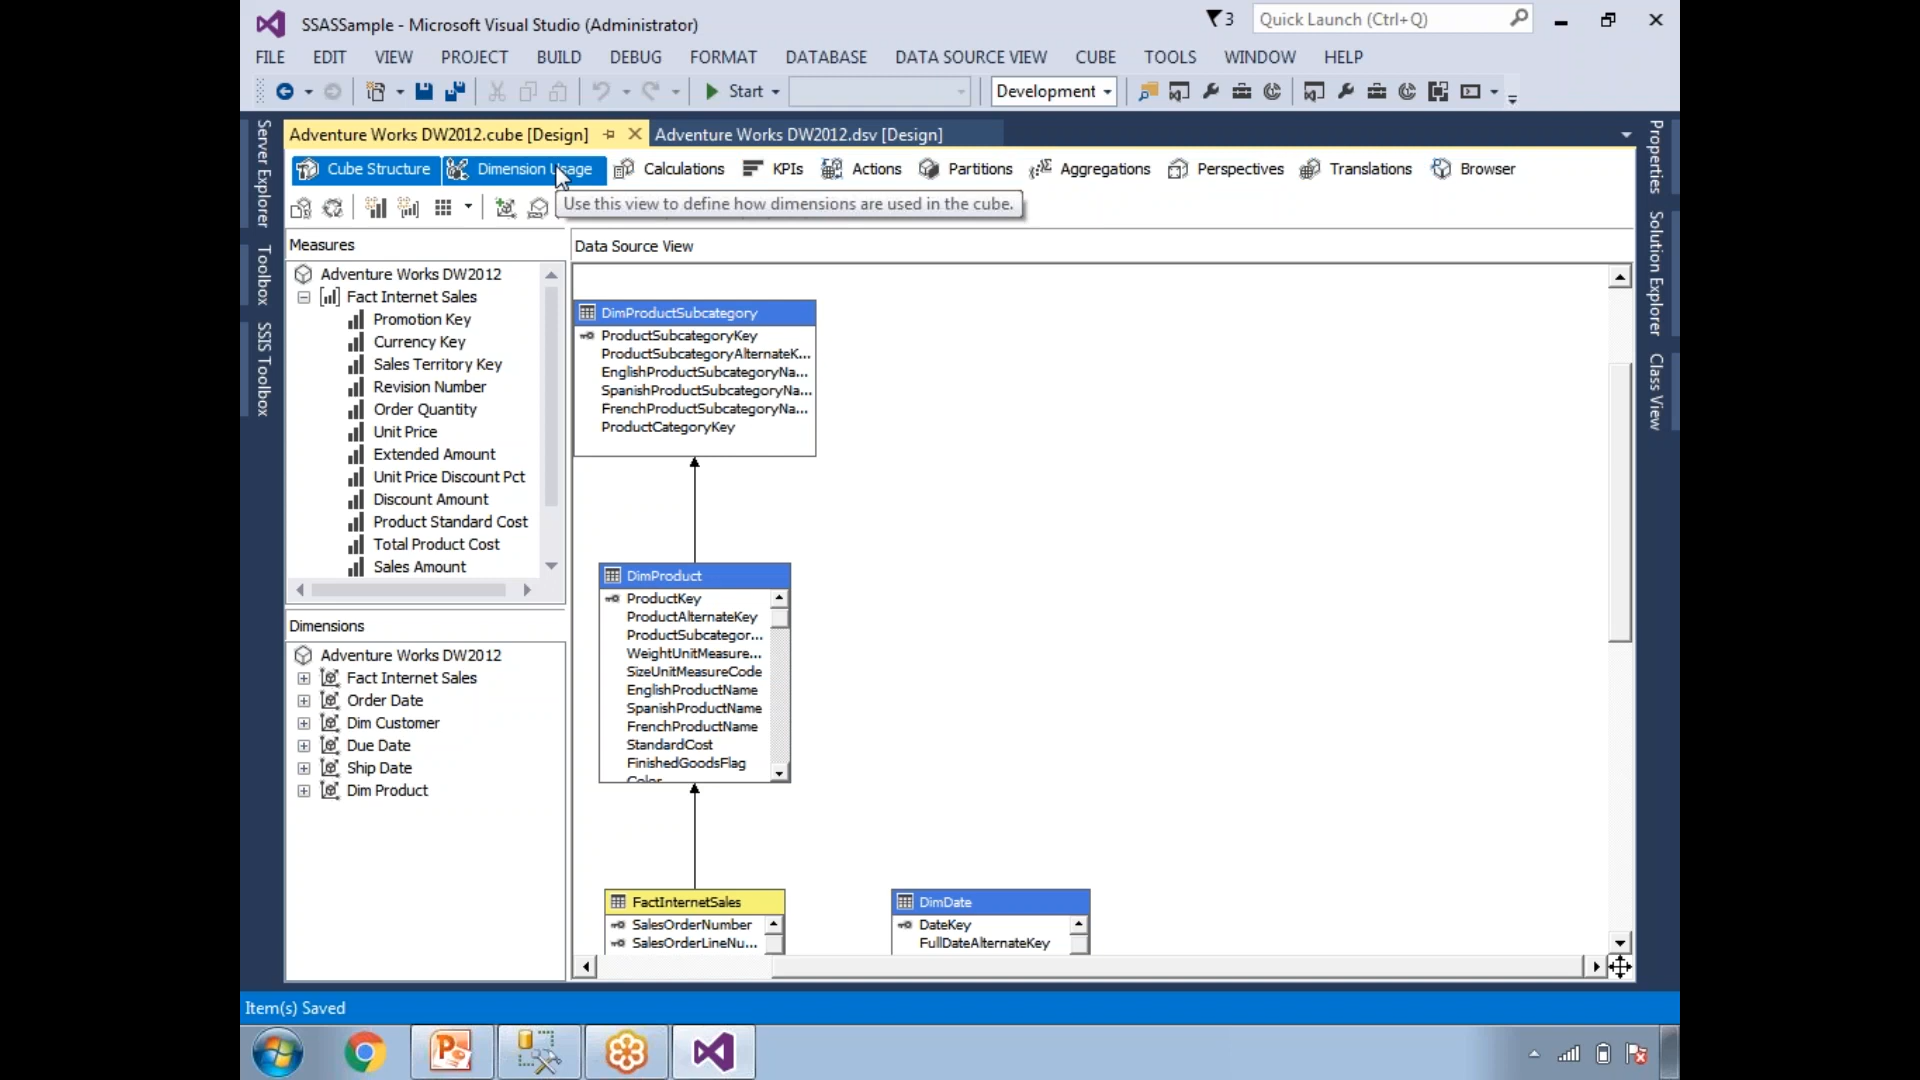 SSASSample - Microsoft Visual Studio (Administrator)
3
Quick Launch (Ctrl+Q)
FILE EDIT VIEW PROJECT BUILD DEBUG FORMAT DATABASE DATA SOURCE VIEW CUBE TOOLS WINDOW HELP
Start
Development
Adventure Works DW2012.cube [Design]
Adventure Works DW2012.dsv [Design]
Cube Structure
Dimension Usage
Calculations
KPIs
Actions
Partitions
Aggregations
Perspectives
Translations
Browser
Use this view to define how dimensions are used in the cube.
Server Explorer
Toolbox
SSIS Toolbox
Measures
Adventure Works DW2012
Fact Internet Sales
Promotion Key
Currency Key
Sales Territory Key
Revision Number
Order Quantity
Unit Price
Extended Amount
Unit Price Discount Pct
Discount Amount
Product Standard Cost
Total Product Cost
Sales Amount
Dimensions
Adventure Works DW2012
Fact Internet Sales
Order Date
Dim Customer
Due Date
Ship Date
Dim Product
Data Source View
DimProductSubcategory
ProductSubcategoryKey
ProductSubcategoryAlternateK...
EnglishProductSubcategoryNa...
SpanishProductSubcategoryNa...
FrenchProductSubcategoryNa...
ProductCategoryKey
DimProduct
ProductKey
ProductAlternateKey
ProductSubcategor...
WeightUnitMeasure...
SizeUnitMeasureCode
EnglishProductName
SpanishProductName
FrenchProductName
StandardCost
FinishedGoodsFlag
Color
FactInternetSales
SalesOrderNumber
SalesOrderLineNu...
DimDate
DateKey
FullDateAlternateKey
Properties
Solution Explorer
Class View
Item(s) Saved